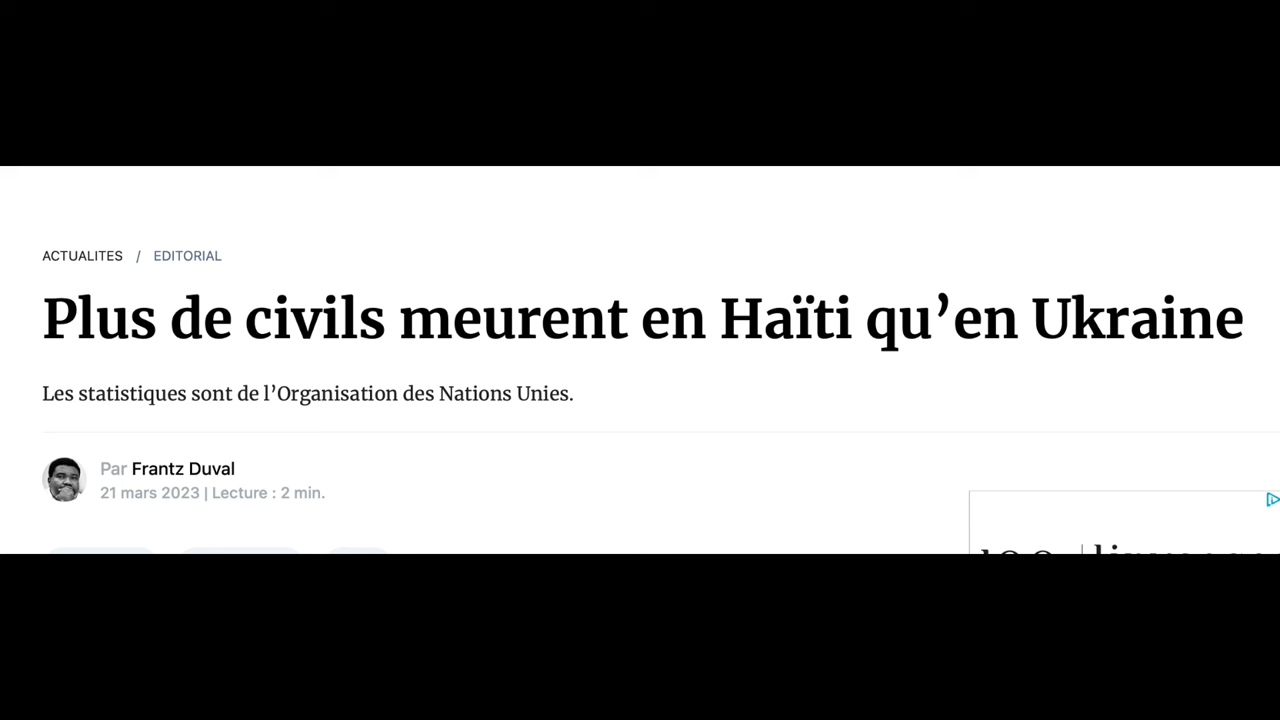 ACTUALITES / EDITORIAL
Plus de civils meurent en Haïti qu’en Ukraine
Les statistiques sont de l’Organisation des Nations Unies.
Par Frantz Duval
21 mars 2023 | Lecture : 2 min.